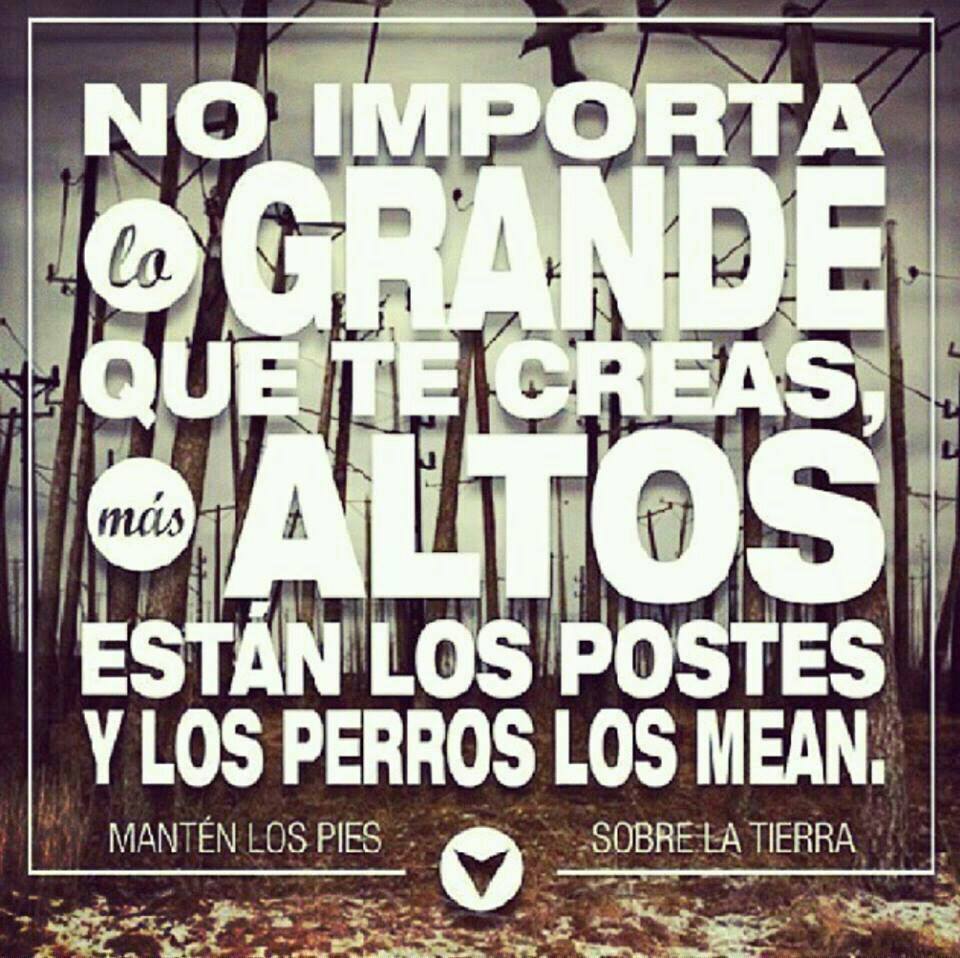 NO IMPORTA
lo GRANDE
QUE TE CREAS,
más ALTOS
ESTÁN LOS POSTES
Y LOS PERROS LOS MEAN.
MANTÉN LOS PIES SOBRE LA TIERRA